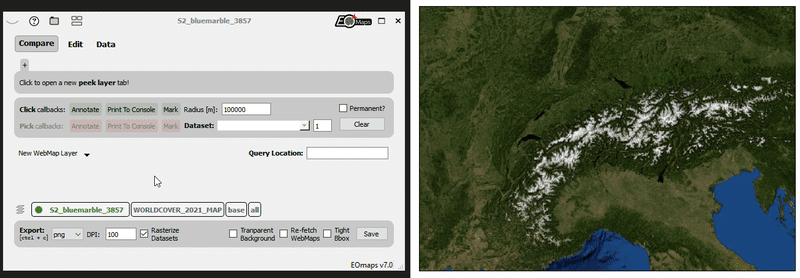 S2_bluemarble_3857
EOmaps
Compare Edit Data
+
Click to open a new peek layer tab!
Click callbacks: Annotate Print To Console Mark Radius [m]: 100000 Permanent?
Pick callbacks: Annotate Print To Console Mark Dataset: 1 Clear
New WebMap Layer Query Location:
S2_bluemarble_3857 WORLDCOVER_2021_MAP base all
Export: [ctrl + c] png DPI: 100 Rasterize Datasets Tranparent Background Re-fetch WebMaps Tight Bbox Save
EOmaps v7.0